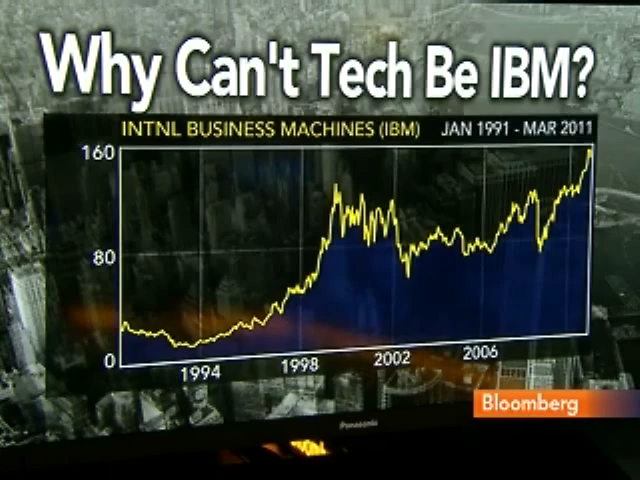 Why Can't Tech Be IBM?
INTNL BUSINESS MACHINES (IBM) JAN 1991 - MAR 2011
160
80
0
1994 1998 2002 2006
Bloomberg
Panasonic